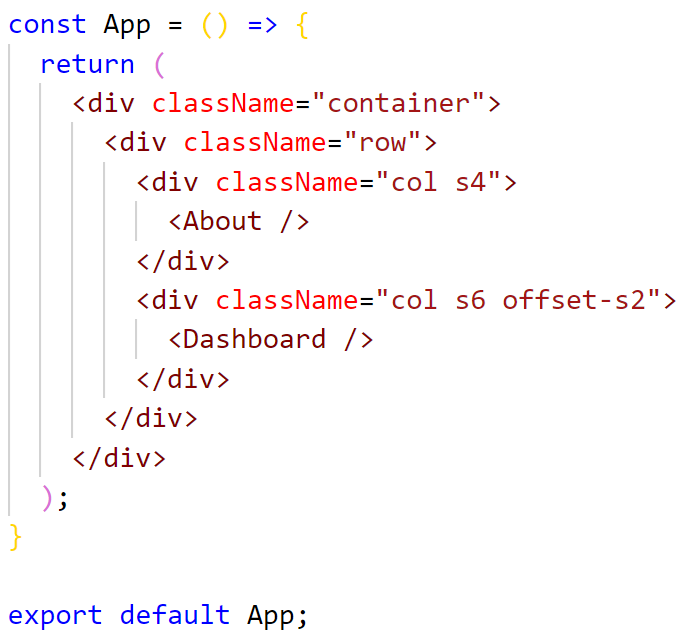 const App = () => {
  return (
    <div className="container">
      <div className="row">
        <div className="col s4">
          <About />
        </div>
        <div className="col s6 offset-s2">
          <Dashboard />
        </div>
      </div>
    </div>
  );
}

export default App;